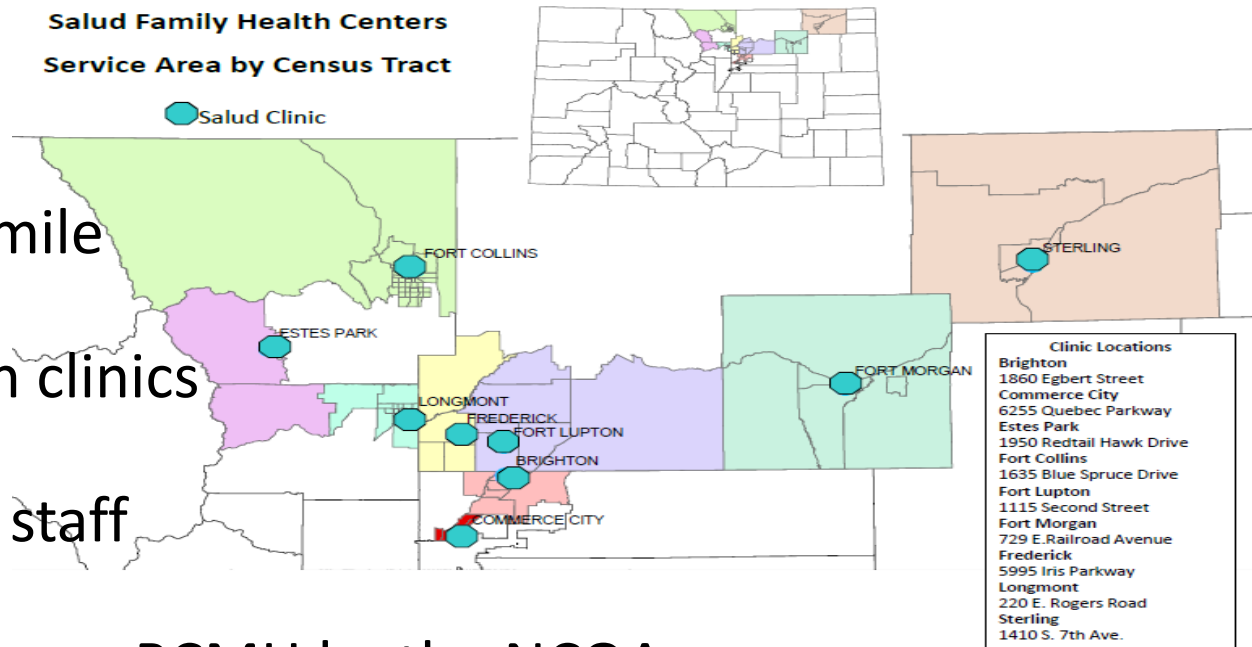 Salud Family Health Centers
Service Area by Census Tract
Salud Clinic
mile
clinics
staff
FORT COLLINS
STERLING
ESTES PARK
FORT MORGAN
LONGMONT
FREDERICK
FORT LUPTON
BRIGHTON
COMMERCE CITY
Clinic Locations
Brighton
1860 Egbert Street
Commerce City
6255 Quebec Parkway
Estes Park
1950 Redtail Hawk Drive
Fort Collins
1635 Blue Spruce Drive
Fort Lupton
1115 Second Street
Fort Morgan
729 E.Railroad Avenue
Frederick
5995 Iris Parkway
Longmont
220 E. Rogers Road
Sterling
1410 S. 7th Ave.